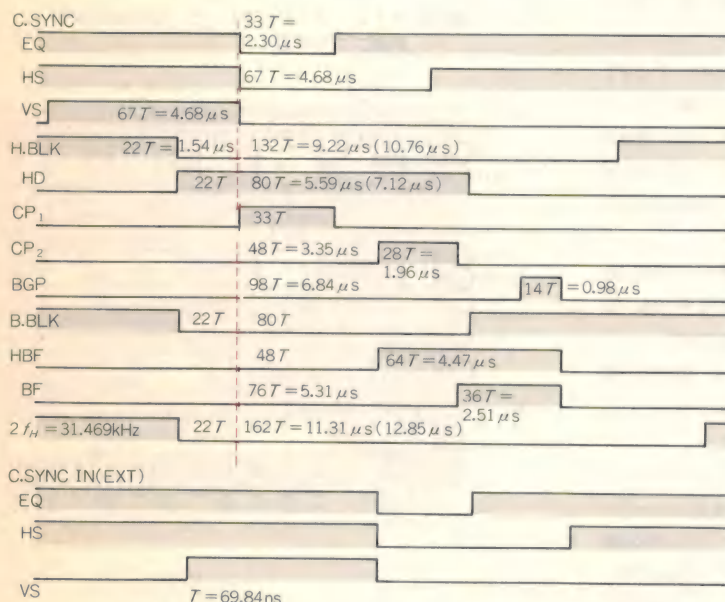 C.SYNC 33 T =
EQ 2.30 μs
HS 67 T = 4.68 μs
VS 67 T = 4.68 μs
H.BLK 22 T = 1.54 μs 132 T = 9.22 μs (10.76 μs)
HD 22 T 80 T = 5.59 μs (7.12 μs)
CP₁ 33 T
CP₂ 48 T = 3.35 μs 28 T =
1.96 μs
BGP 98 T = 6.84 μs 14 T = 0.98 μs
B.BLK 22 T 80 T
HBF 48 T 64 T = 4.47 μs
BF 76 T = 5.31 μs 36 T =
2.51 μs
2 f_H = 31.469kHz 22 T 162 T = 11.31 μs (12.85 μs)
C.SYNC IN(EXT)
EQ
HS
VS
T = 69.84ns